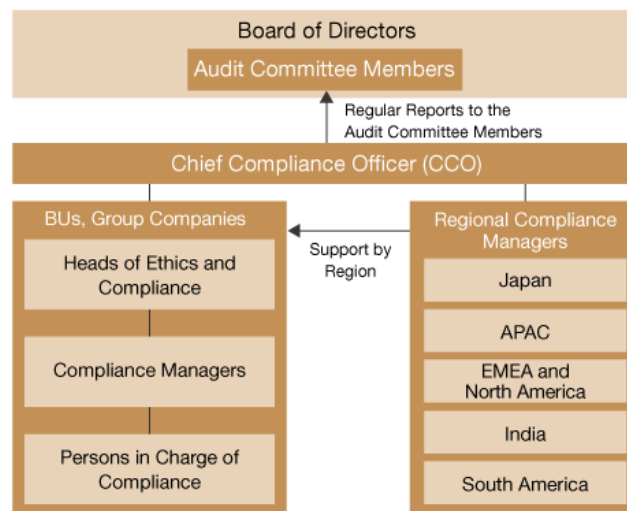 Board of Directors
Audit Committee Members
Regular Reports to the
Audit Committee Members
Chief Compliance Officer (CCO)
BUs, Group Companies
Heads of Ethics and
Compliance
Compliance Managers
Persons in Charge of
Compliance
Support by
Region
Regional Compliance
Managers
Japan
APAC
EMEA and
North America
India
South America